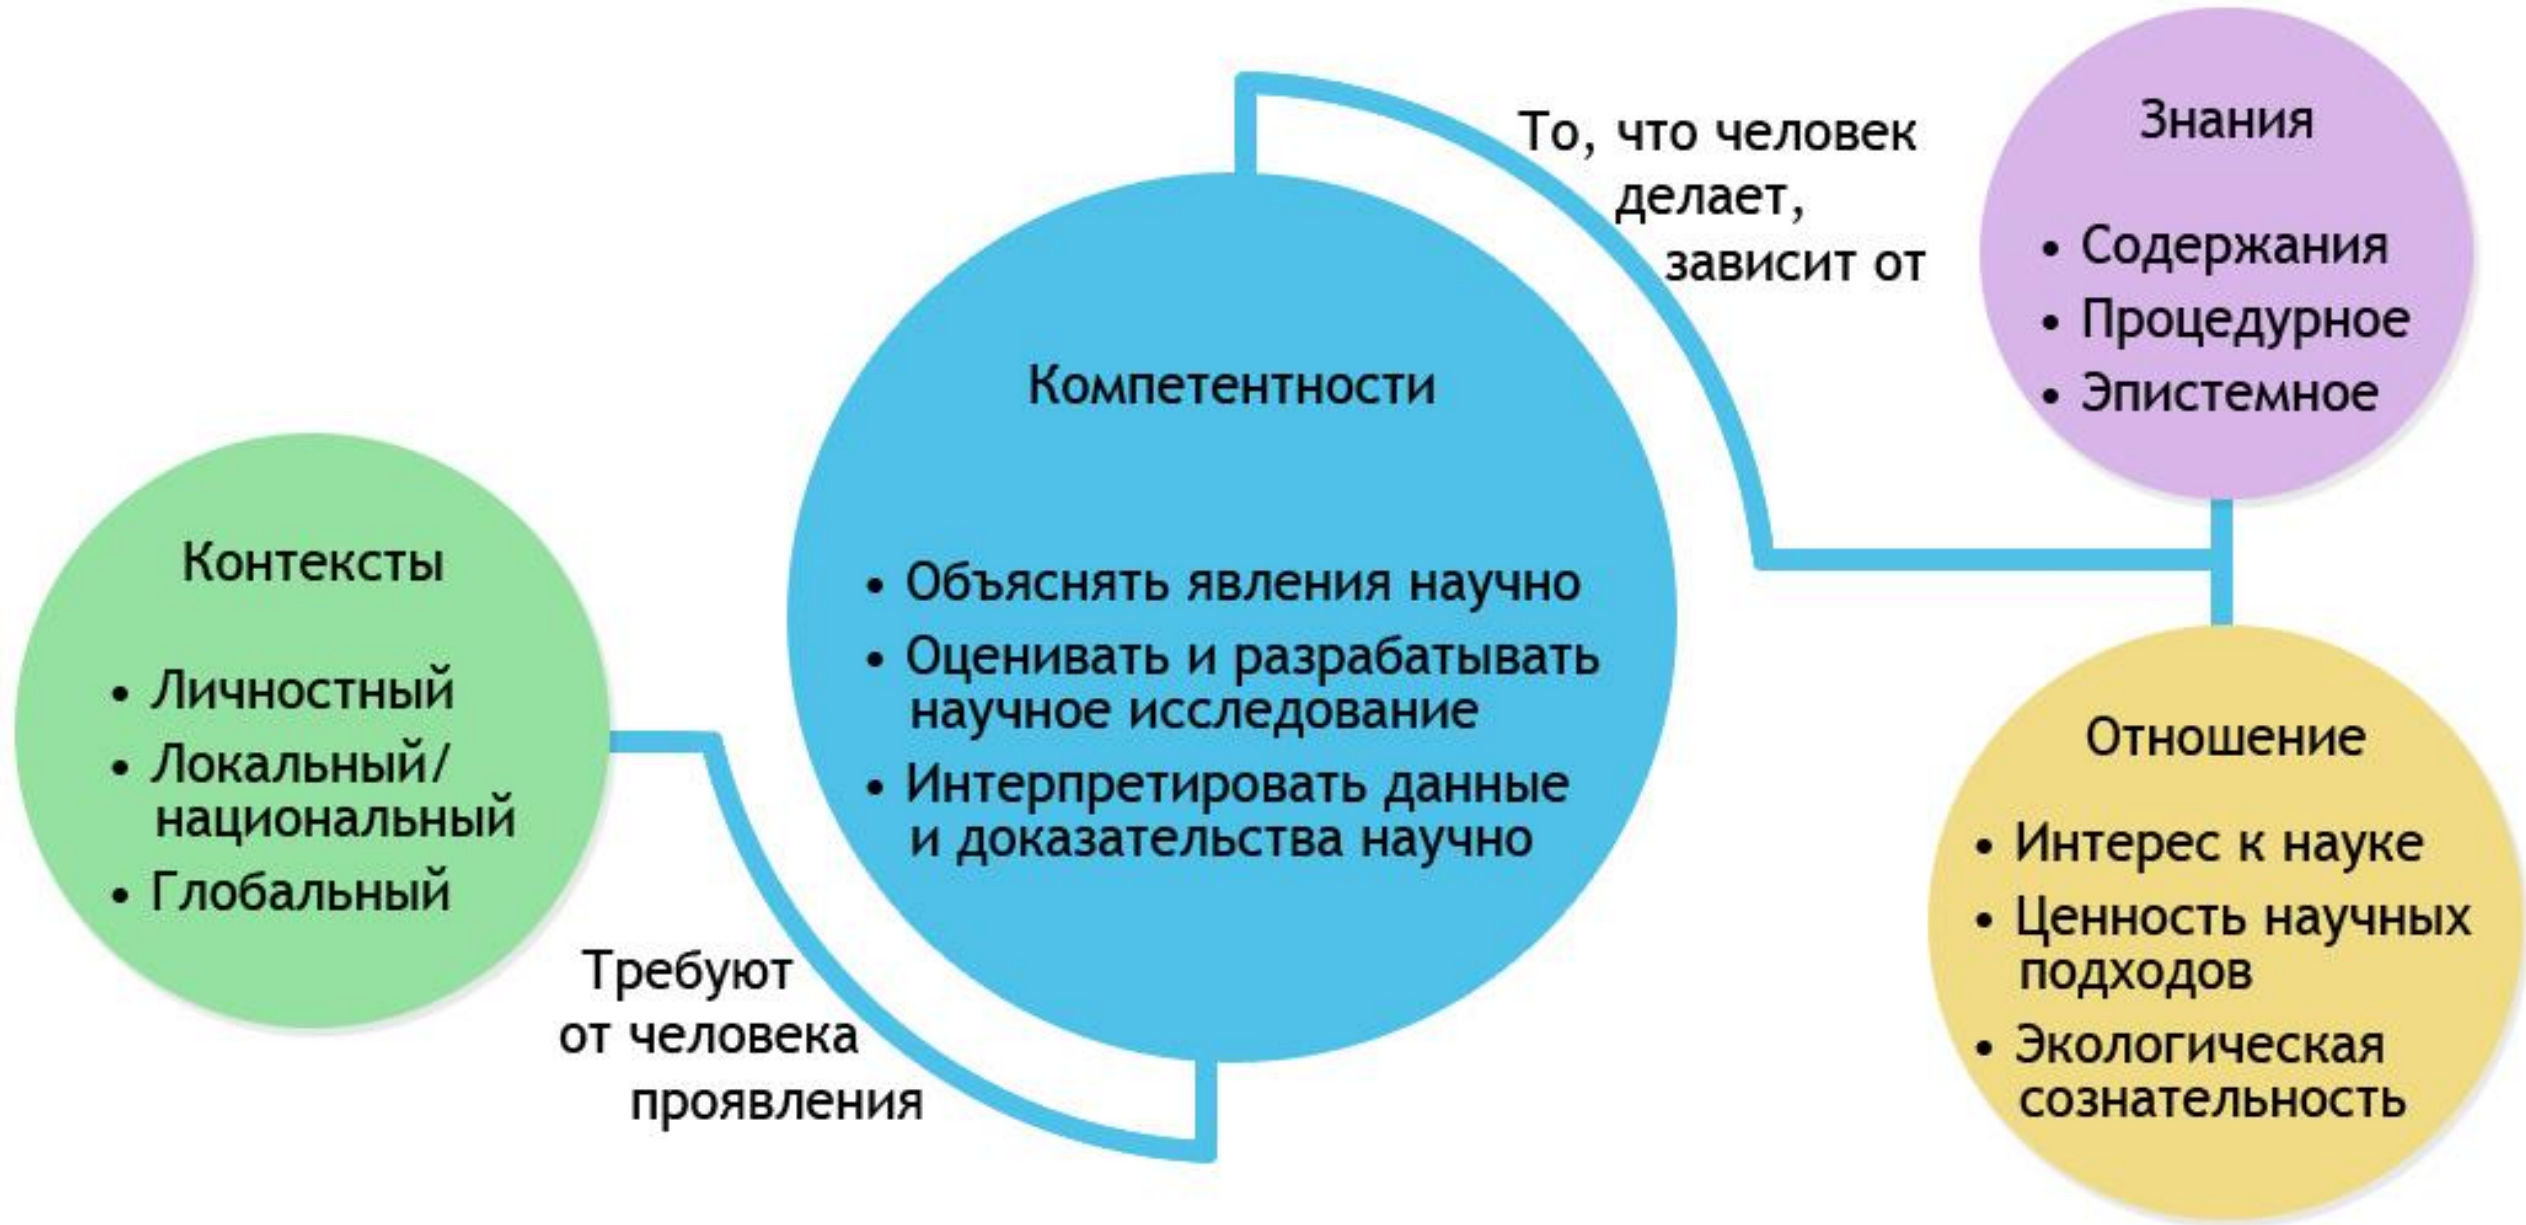 Контексты
• Личностный
• Локальный/
национальный
• Глобальный
Требуют
от человека
проявления
Компетентности
• Объяснять явления научно
• Оценивать и разрабатывать
научное исследование
• Интерпретировать данные
и доказательства научно
То, что человек
делает,
зависит от
Знания
• Содержания
• Процедурное
• Эпистемное
Отношение
• Интерес к науке
• Ценность научных
подходов
• Экологическая
сознательность